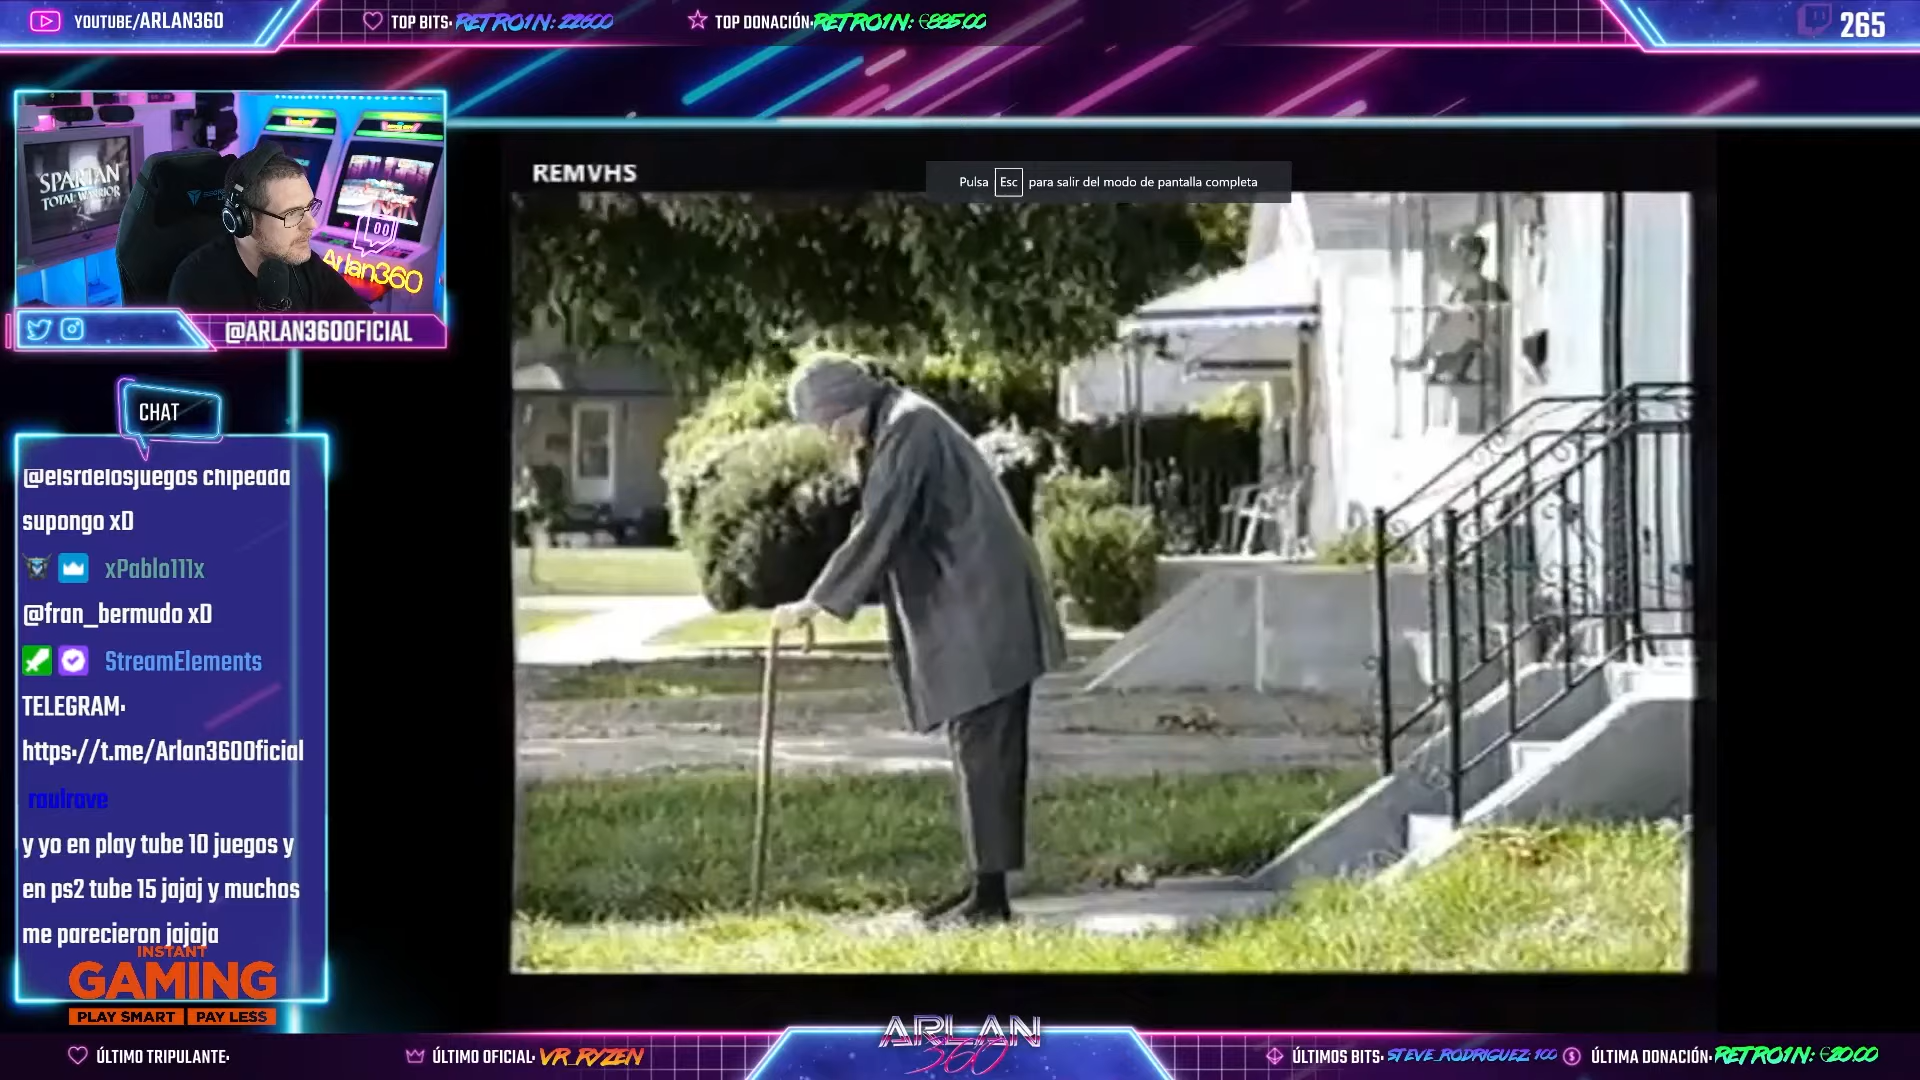 YOUTUBE/ARLAN360
TOP BITS: RETRO1N: 22600
TOP DONACIÓN: RETRO1N: €885.00
265
SPARTAN
TOTAL WARRIOR
Arlan360
@ARLAN360OFICIAL
REMVHS
Pulsa Esc para salir del modo de pantalla completa
CHAT
@elsrdelosjuegos chipeada
supongo xD
xPablo111x
@fran_bermudo xD
StreamElements
TELEGRAM:
https://t.me/Arlan360Oficial
raulrave
y yo en play tube 10 juegos y
en ps2 tube 15 jajaj y muchos
me parecieron jajaja
INSTANT
GAMING
PLAY SMART PAY LESS
ÚLTIMO TRIPULANTE:
ÚLTIMO OFICIAL: VR_RYZEN
ARLAN
360
ÚLTIMOS BITS: STEVE_RODRIGUEZ: 100
ÚLTIMA DONACIÓN: RETRO1N: €20.00